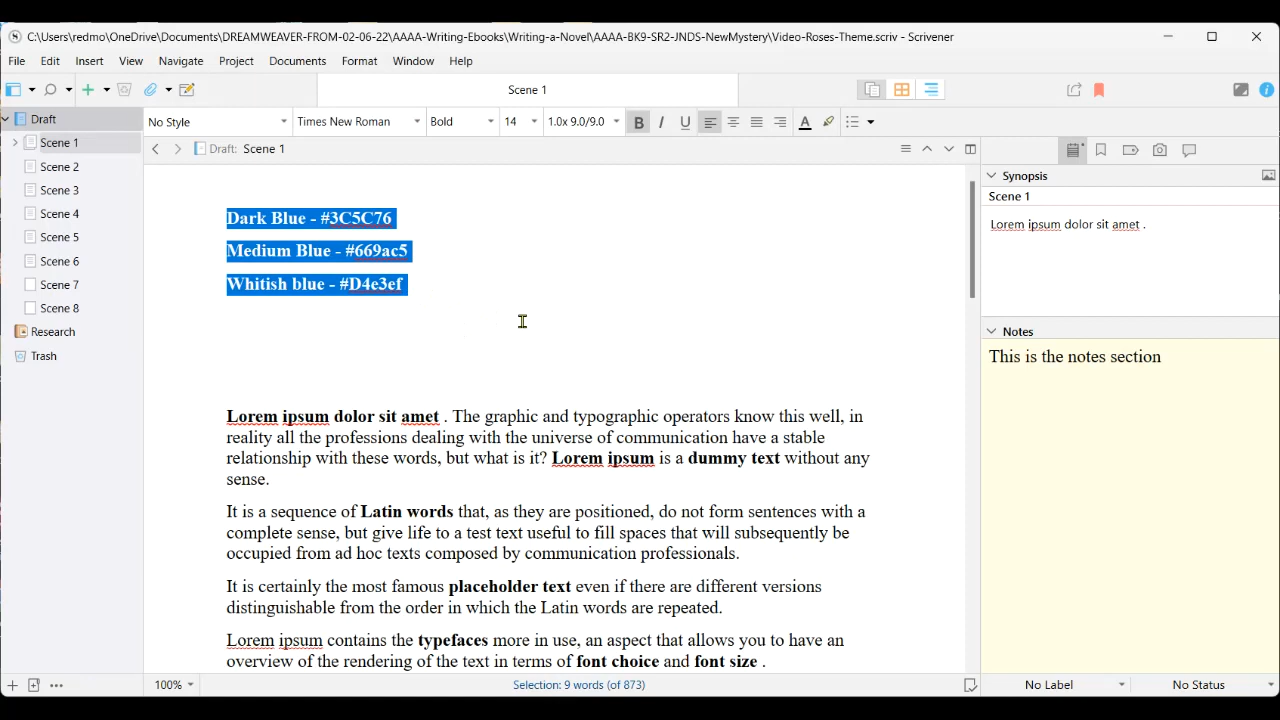 C:\Users\redmo\OneDrive\Documents\DREAMWEAVER-FROM-02-06-22\AAAA-Writing-Ebooks\Writing-a-Novel\AAAA-BK9-SR2-JNDS-NewMystery\Video-Roses-Theme.scriv - Scrivener
File Edit Insert View Navigate Project Documents Format Window Help
Scene 1
No Style Times New Roman Bold 14 1.0x 9.0/9.0 B I U A
Draft: Scene 1
Draft
Scene 1
Scene 2
Scene 3
Scene 4
Scene 5
Scene 6
Scene 7
Scene 8
Research
Trash
Dark Blue - #3C5C76
Medium Blue - #669ac5
Whitish blue - #D4e3ef
Lorem ipsum dolor sit amet . The graphic and typographic operators know this well, in
reality all the professions dealing with the universe of communication have a stable
relationship with these words, but what is it? Lorem ipsum is a dummy text without any
sense.
It is a sequence of Latin words that, as they are positioned, do not form sentences with a
complete sense, but give life to a test text useful to fill spaces that will subsequently be
occupied from ad hoc texts composed by communication professionals.
It is certainly the most famous placeholder text even if there are different versions
distinguishable from the order in which the Latin words are repeated.
Lorem ipsum contains the typefaces more in use, an aspect that allows you to have an
overview of the rendering of the text in terms of font choice and font size .
Synopsis
Scene 1
Lorem ipsum dolor sit amet .
Notes
This is the notes section
100% Selection: 9 words (of 873)
No Label No Status